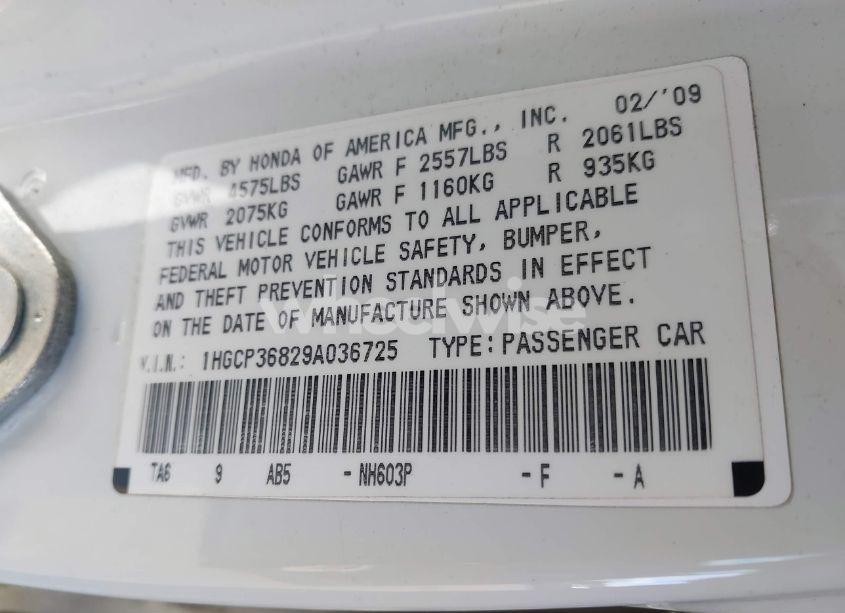 MFD. BY HONDA OF AMERICA MFG., INC. 02/'09
GVWR 4575LBS GAWR F 2557LBS R 2061LBS
GVWR 2075KG GAWR F 1160KG R 935KG
THIS VEHICLE CONFORMS TO ALL APPLICABLE
FEDERAL MOTOR VEHICLE SAFETY, BUMPER,
AND THEFT PREVENTION STANDARDS IN EFFECT
ON THE DATE OF MANUFACTURE SHOWN ABOVE.
wheelwise
V.I.N.: 1HGCP36829A036725 TYPE:PASSENGER CAR
TA6 9 AB5 -NH603P -F -A